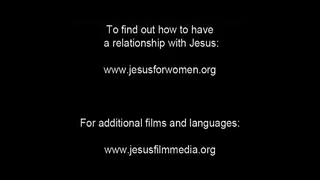 To find out how to have
a relationship with Jesus:
www.jesusforwomen.org
For additional films and languages:
www.jesusfilmmedia.org